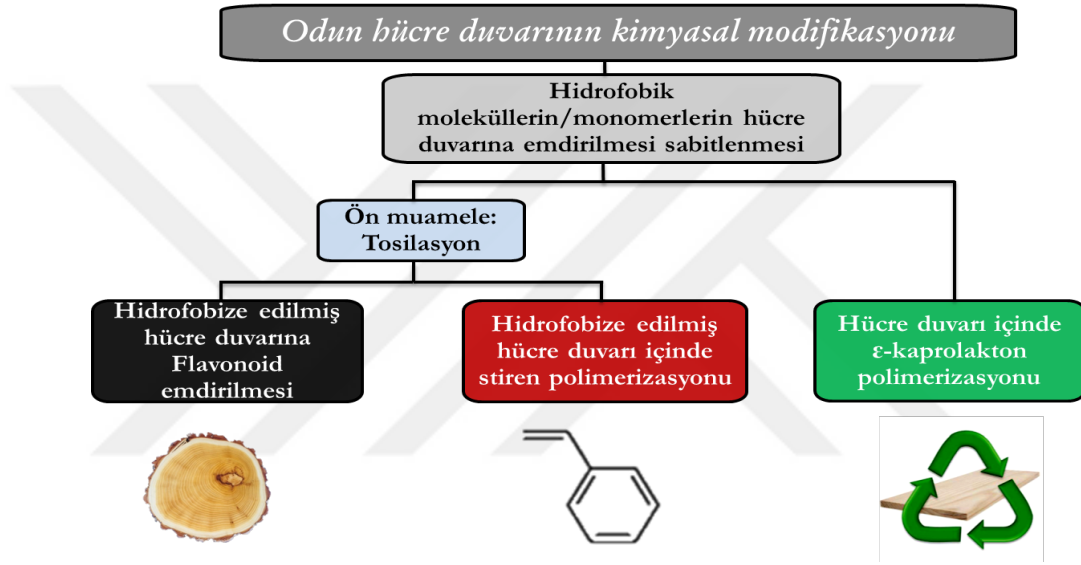 Odun hücre duvarının kimyasal modifikasyonu
Hidrofobik
moleküllerin/monomerlerin hücre
duvarına emdirilmesi sabitlenmesi
Ön muamele:
Tosilasyon
Hidrofobize edilmiş
hücre duvarına
Flavonoid
emdirilmesi
Hidrofobize edilmiş
hücre duvarı içinde
stiren polimerizasyonu
Hücre duvarı içinde
ε-kaprolakton
polimerizasyonu